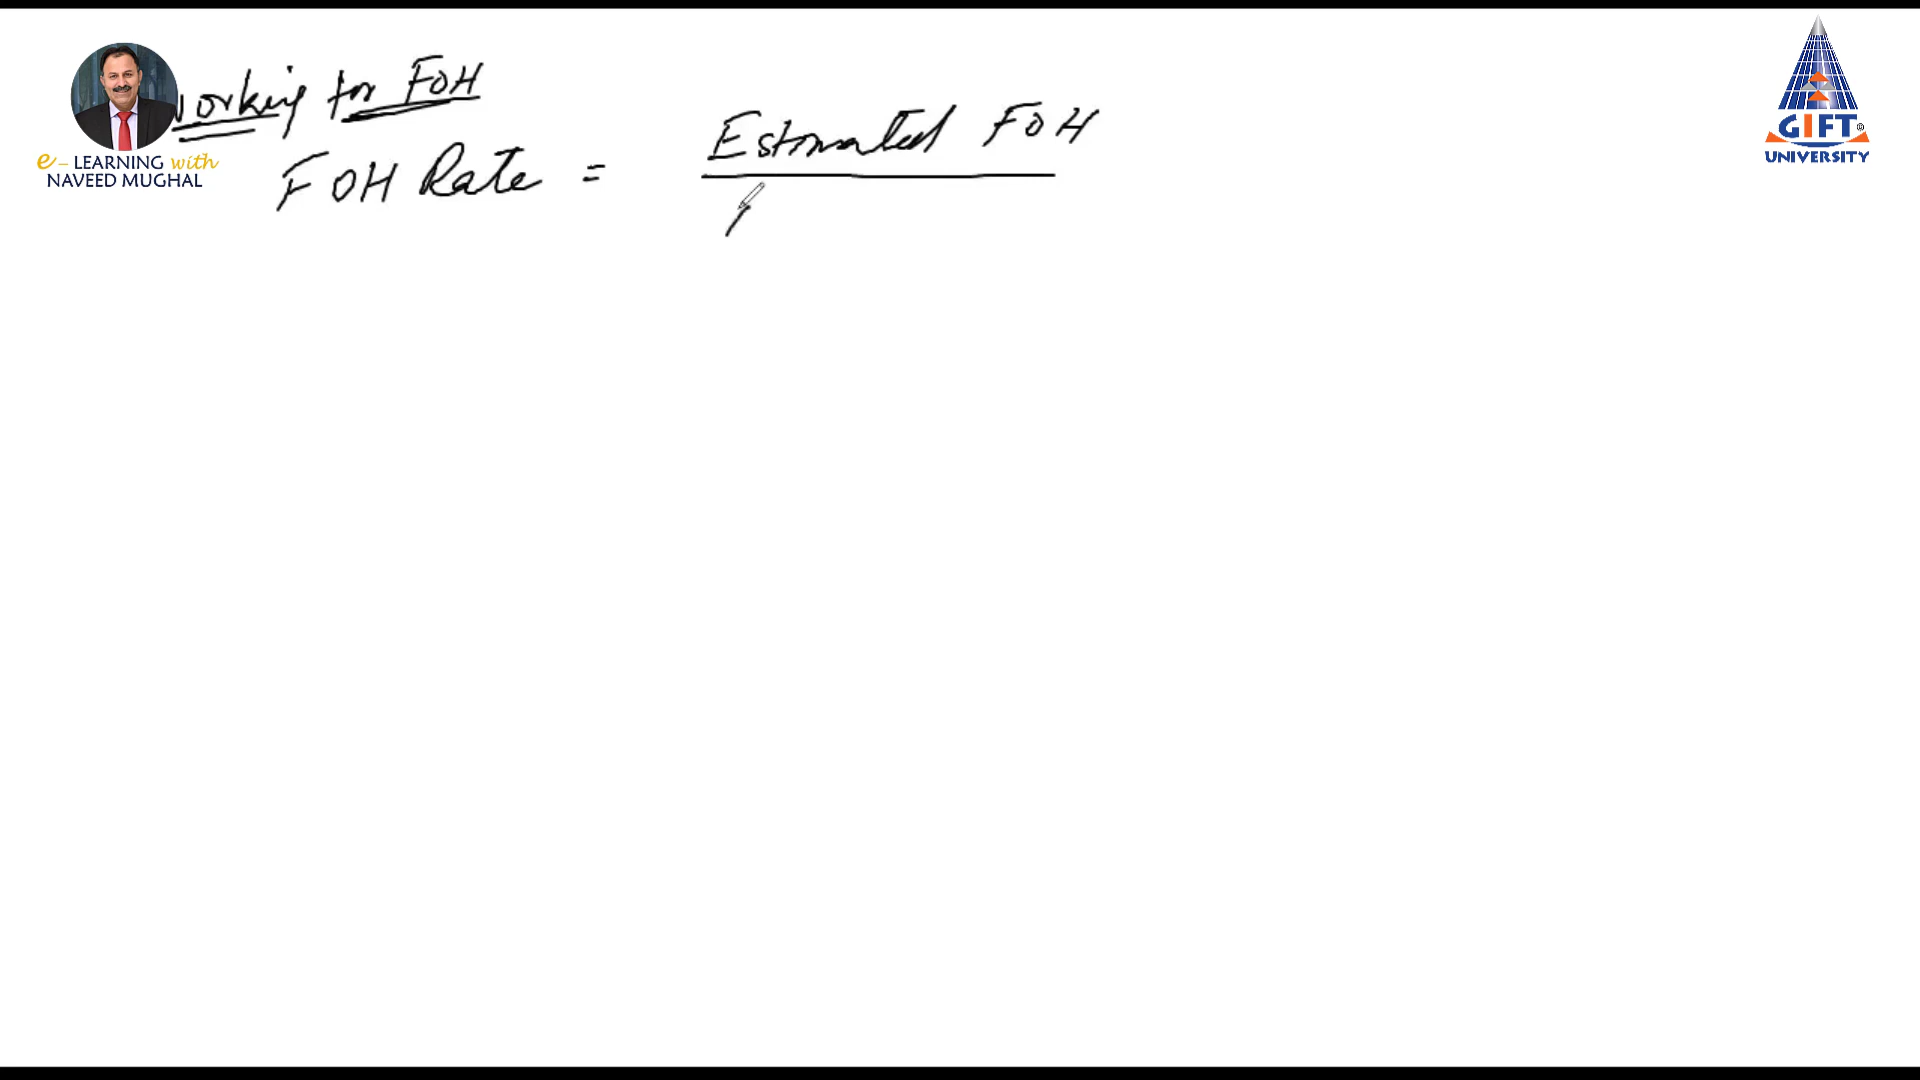 working for FOH
Estimated FOH
FOH Rate =
e- LEARNING with
NAVEED MUGHAL
GIFT
UNIVERSITY